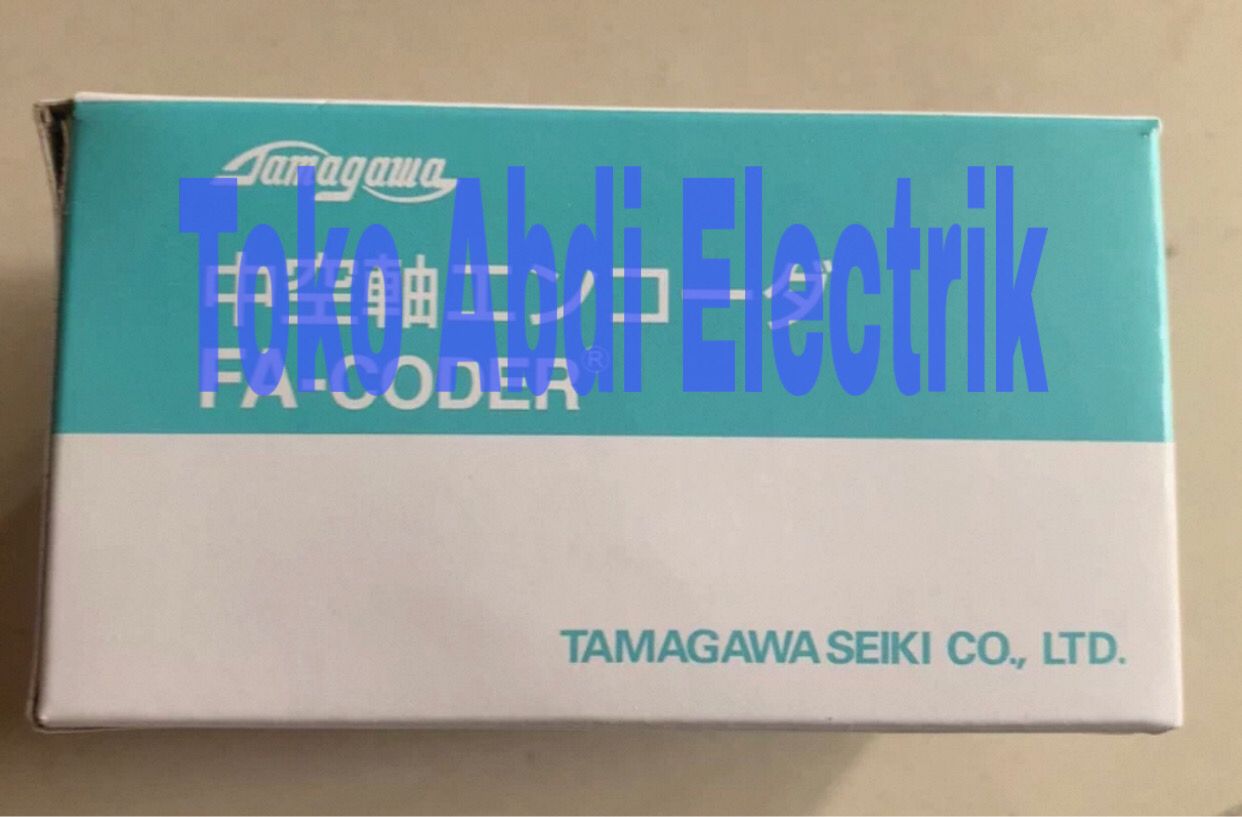 Tamagawa
Toko Abdi Electrik
中空軸エンコーダ
FA-CODER®
TAMAGAWA SEIKI CO., LTD.